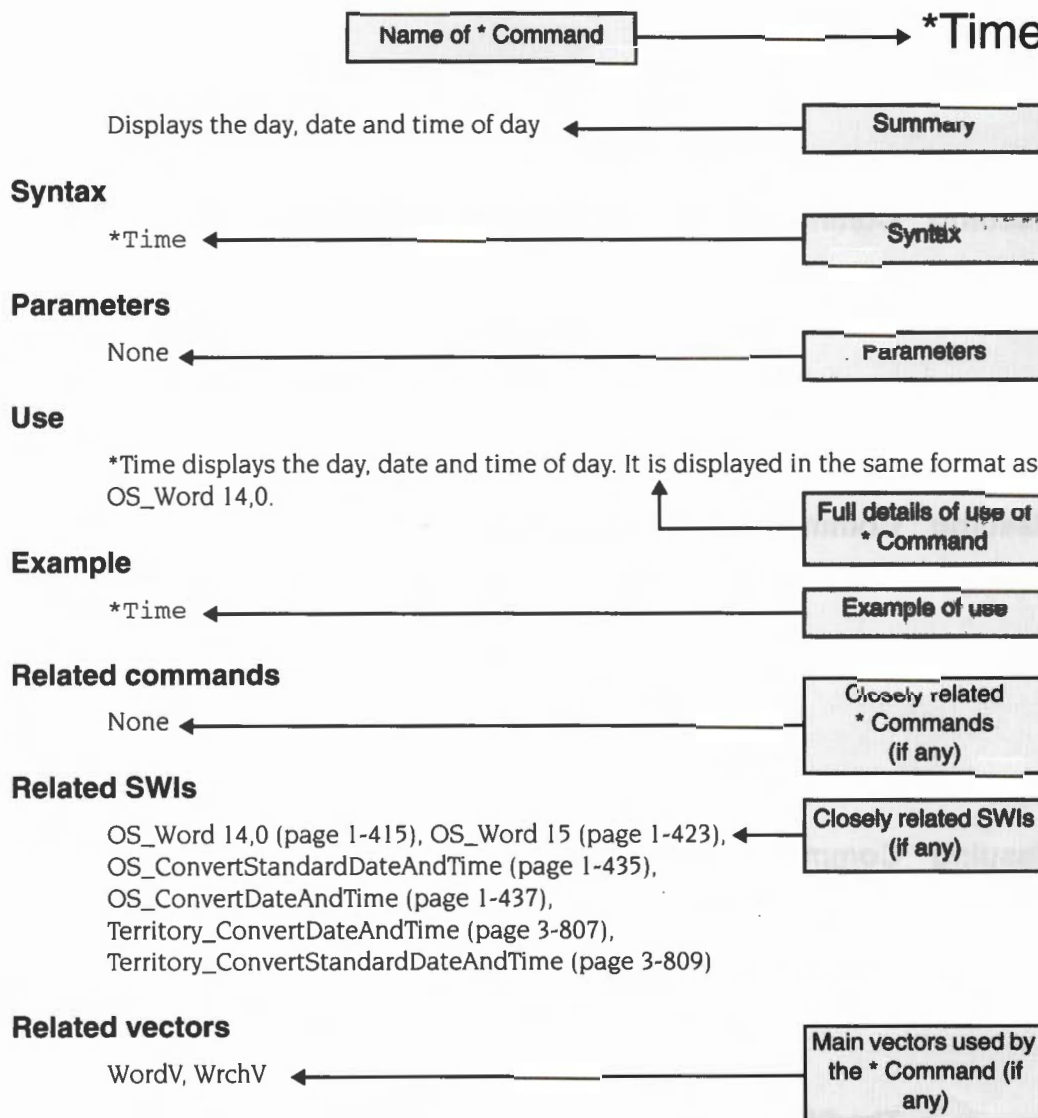 Name of * Command
*Time
Displays the day, date and time of day
Summary
Syntax
*Time
Syntax
Parameters
None
Parameters
Use
*Time displays the day, date and time of day. It is displayed in the same format as
OS_Word 14,0.
Full details of use of
* Command
Example
*Time
Example of use
Related commands
None
Closely related
* Commands
(if any)
Related SWIs
OS_Word 14,0 (page 1-415), OS_Word 15 (page 1-423),
OS_ConvertStandardDateAndTime (page 1-435),
OS_ConvertDateAndTime (page 1-437),
Territory_ConvertDateAndTime (page 3-807),
Territory_ConvertStandardDateAndTime (page 3-809)
Closely related SWIs
(if any)
Related vectors
WordV, WrchV
Main vectors used by
the * Command (if
any)